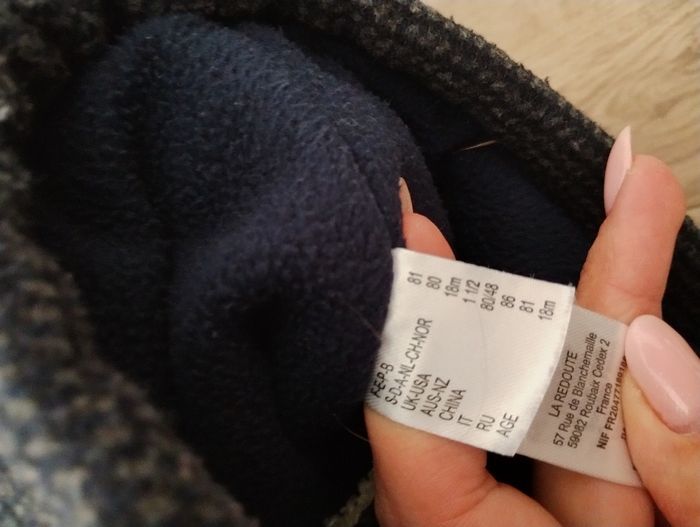 F-E-P-B 81
S-D-A-NL-CH-NOR 80
UK-USA 18m
AUS-NZ 1 1/2
CHINA 80/48
IT 86
RU 81
AGE 18m
LA REDOUTE
57 Rue de Blanchemaille
59082 Roubaix Cedex 2
France
NIF